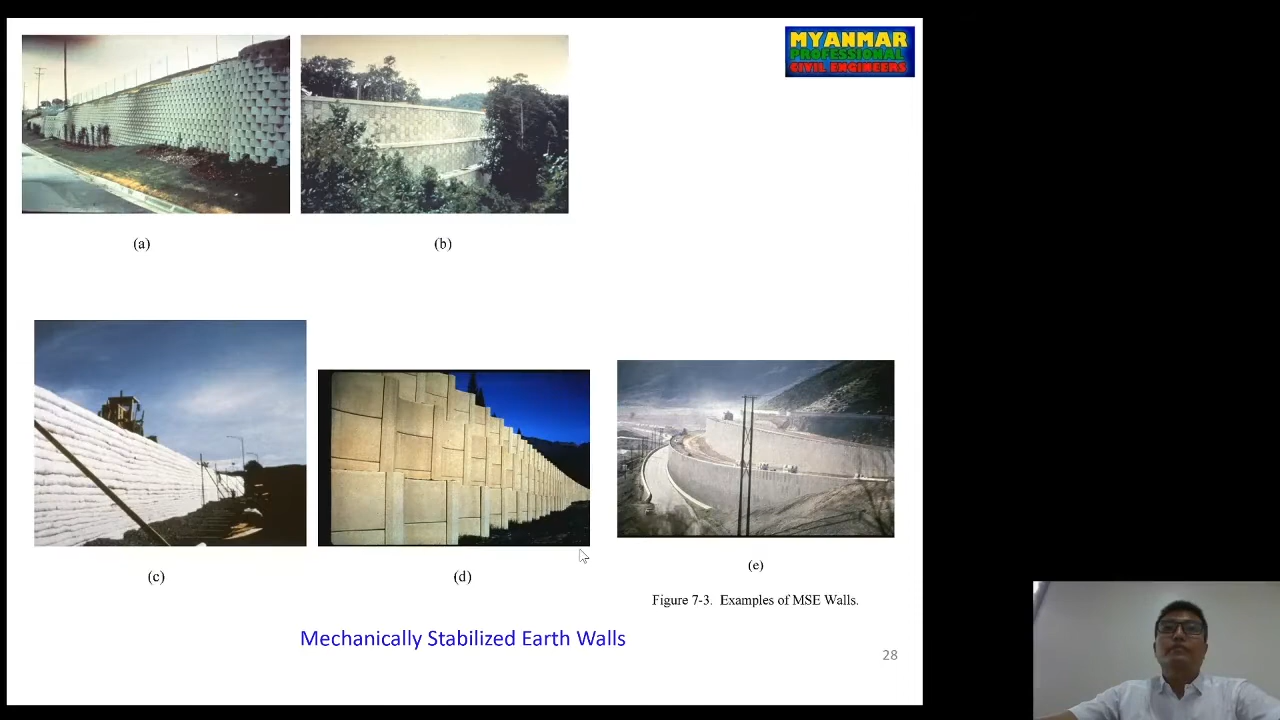 MYANMAR
PROFESSIONAL
CIVIL ENGINEERS
(a)
(b)
(c)
(d)
(e)
Figure 7-3. Examples of MSE Walls.
Mechanically Stabilized Earth Walls
28